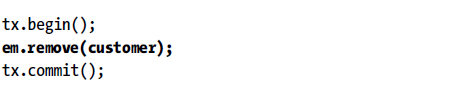 tx.begin();
em.remove(customer);
tx.commit();